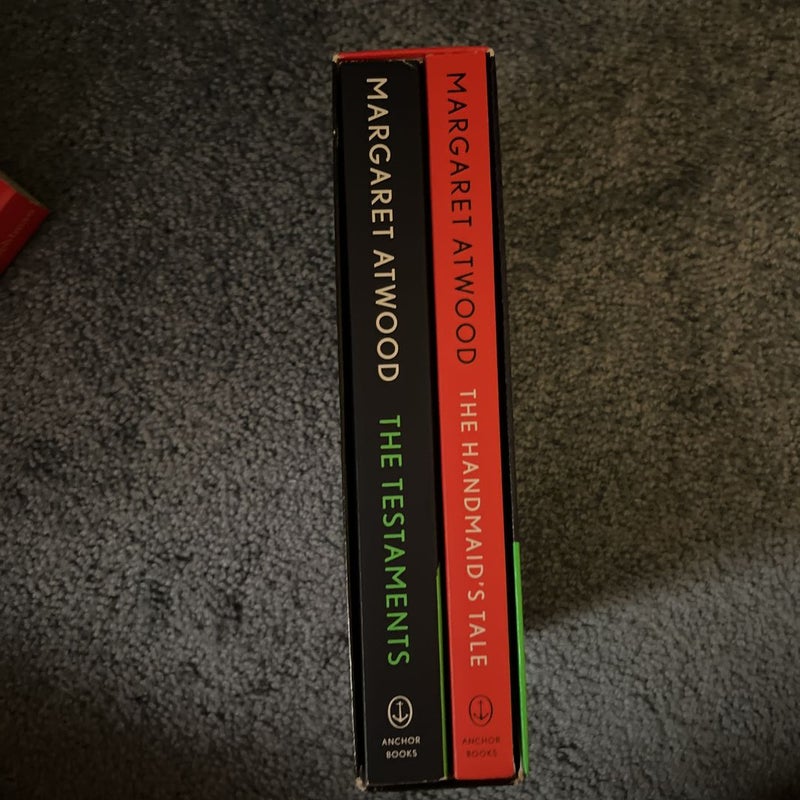 MARGARET ATWOOD THE TESTAMENTS
ANCHOR
BOOKS
MARGARET ATWOOD THE HANDMAID'S TALE
ANCHOR
BOOKS